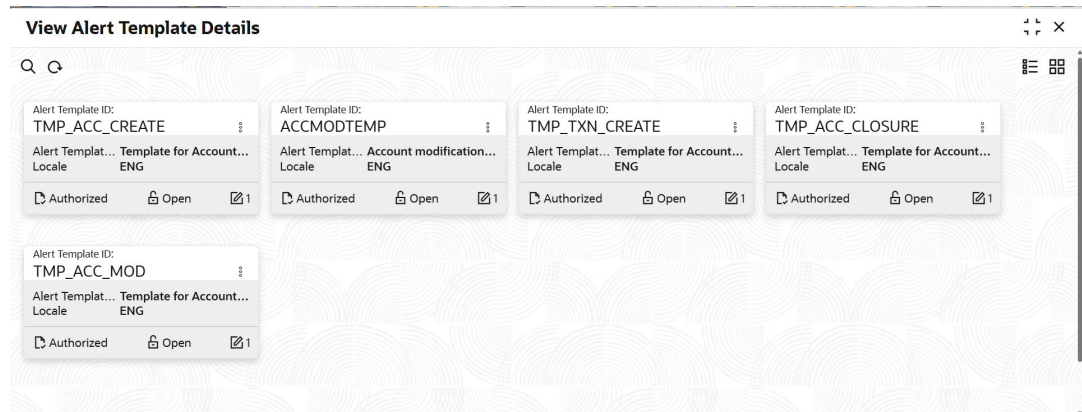 View Alert Template Details
Alert Template ID:
TMP_ACC_CREATE
Alert Templat... Template for Account...
Locale ENG
Authorized Open 1
Alert Template ID:
ACCMODTEMP
Alert Templat... Account modification...
Locale ENG
Authorized Open 1
Alert Template ID:
TMP_TXN_CREATE
Alert Templat... Template for Account...
Locale ENG
Authorized Open 1
Alert Template ID:
TMP_ACC_CLOSURE
Alert Templat... Template for Account...
Locale ENG
Authorized Open 1
Alert Template ID:
TMP_ACC_MOD
Alert Templat... Template for Account...
Locale ENG
Authorized Open 1